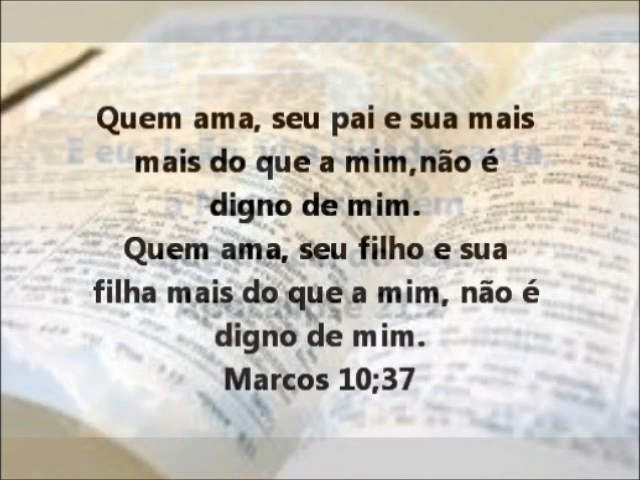 Quem ama, seu pai e sua mais
mais do que a mim,não é
digno de mim.
Quem ama, seu filho e sua
filha mais do que a mim, não é
digno de mim.
Marcos 10;37